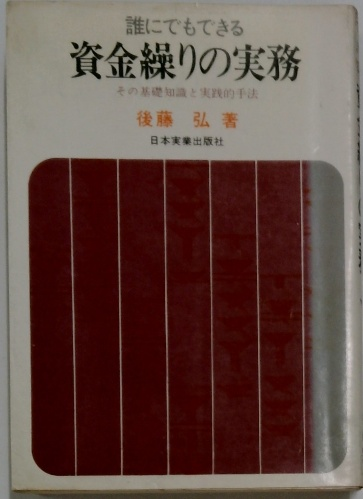 誰にでもできる
資金繰りの実務
その基礎知識と実践的手法
後藤 弘 著
日本実業出版社